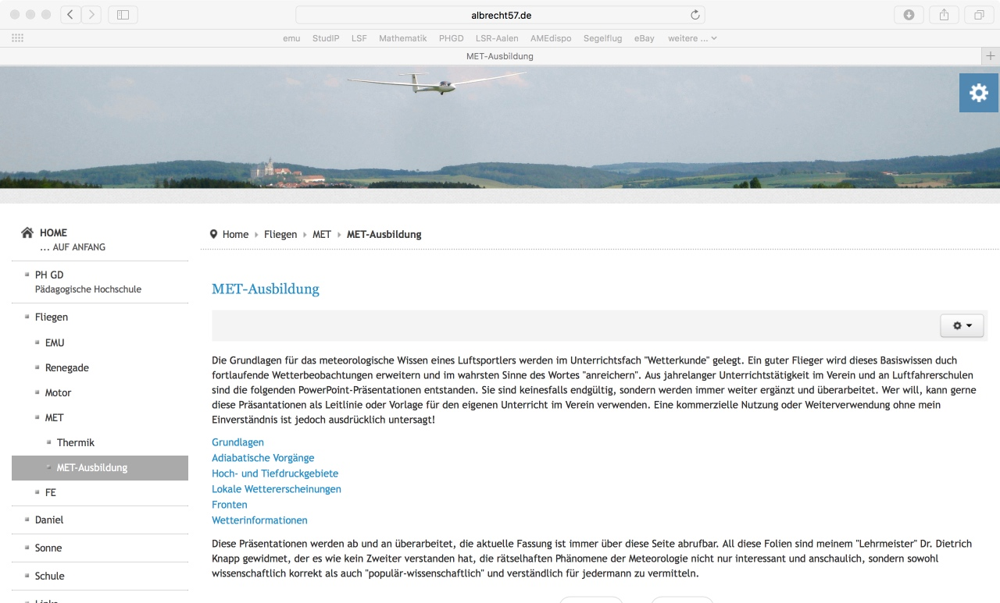 albrecht57.de
emu StudIP LSF Mathematik PHGD LSR-Aalen AMEdispo Segelflug eBay weitere ...
MET-Ausbildung
HOME
... AUF ANFANG
PH GD
Pädagogische Hochschule
Fliegen
EMU
Renegade
Motor
MET
Thermik
MET-Ausbildung
FE
Daniel
Sonne
Schule
Links
Home Fliegen MET MET-Ausbildung
MET-Ausbildung
Die Grundlagen für das meteorologische Wissen eines Luftsportlers werden im Unterrichtsfach "Wetterkunde" gelegt. Ein guter Flieger wird dieses Basiswissen duch
fortlaufende Wetterbeobachtungen erweitern und im wahrsten Sinne des Wortes "anreichern". Aus jahrelanger Unterrichtstätigkeit im Verein und an Luftfahrerschulen
sind die folgenden PowerPoint-Präsentationen entstanden. Sie sind keinesfalls endgültig, sondern werden immer weiter ergänzt und überarbeitet. Wer will, kann gerne
diese Präsantationen als Leitlinie oder Vorlage für den eigenen Unterricht im Verein verwenden. Eine kommerzielle Nutzung oder Weiterverwendung ohne mein
Einverständnis ist jedoch ausdrücklich untersagt!
Grundlagen
Adiabatische Vorgänge
Hoch- und Tiefdruckgebiete
Lokale Wettererscheinungen
Fronten
Wetterinformationen
Diese Präsentationen werden ab und an überarbeitet, die aktuelle Fassung ist immer über diese Seite abrufbar. All diese Folien sind meinem "Lehrmeister" Dr. Dietrich
Knapp gewidmet, der es wie kein Zweiter verstanden hat, die rätselhaften Phänomene der Meteorologie nicht nur interessant und anschaulich, sondern sowohl
wissenschaftlich korrekt als auch "populär-wissenschaftlich" und verständlich für jedermann zu vermitteln.